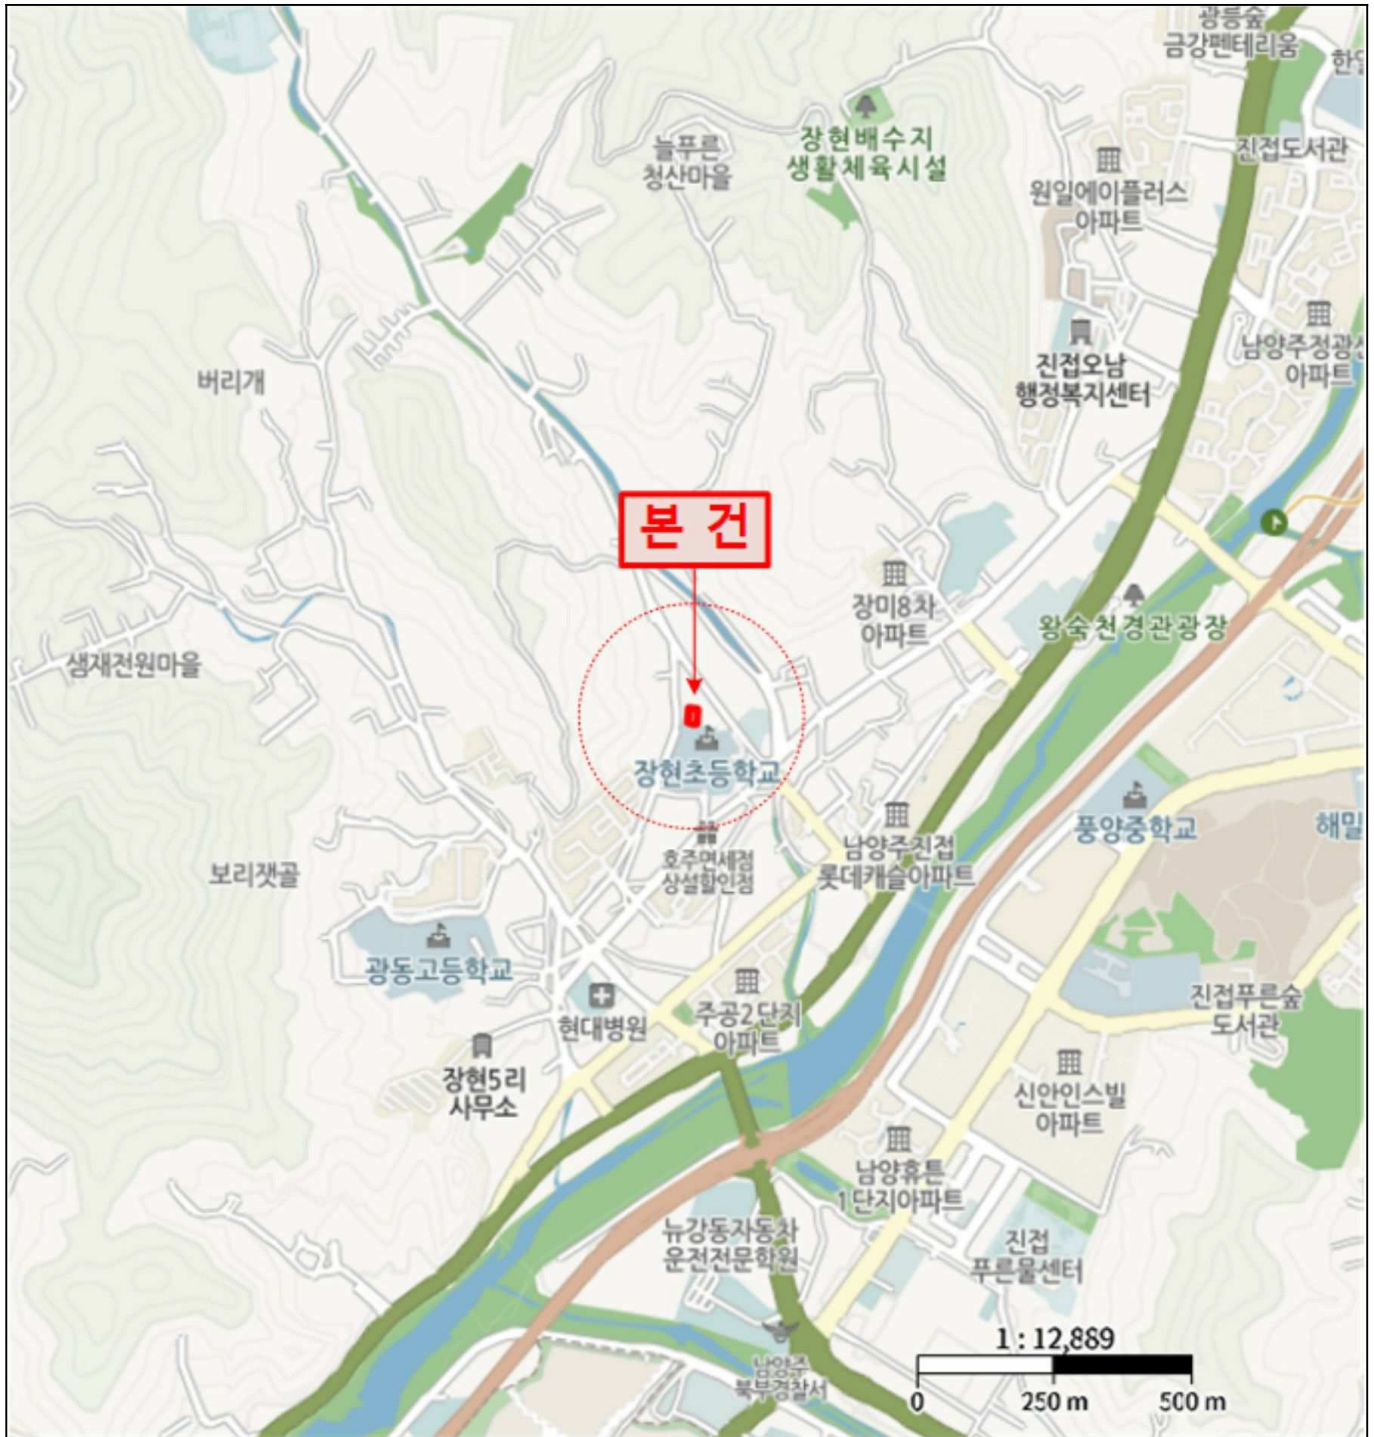 광릉숲
금강펜테리움
장현배수지
생활체육시설
늘푸른
청산마을
진접도서관
원일에이플러스
아파트
진접오남
행정복지센터
아파트
버리개
본 건
장미8차
아파트
왕숙천경관광장
샘재전원마을
장현초등학교
풍양중학교
해밀
호주면세점
상설할인점
남양주진접
롯데캐슬아파트
보리잿골
광동고등학교
현대병원
주공2단지
아파트
진접푸른숲
도서관
장현5리
사무소
신안인스빌
아파트
남양휴튼
1단지아파트
뉴강동자동차
운전전문학원
진접
푸른물센터
남양주
북부경찰서
1 : 12,889
0 250 m 500 m